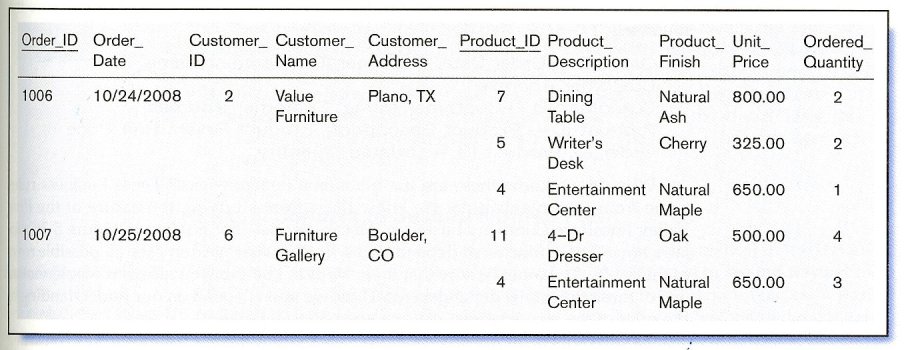 Order_ID Order_ Customer_ Customer_ Customer_ Product_ID Product_ Product_ Unit_ Ordered_
Date ID Name Address Description Finish Price Quantity
1006 10/24/2008 2 Value Plano, TX 7 Dining Natural 800.00 2
Furniture Table Ash
5 Writer's Cherry 325.00 2
Desk
4 Entertainment Natural 650.00 1
Center Maple
1007 10/25/2008 6 Furniture Boulder, 11 4–Dr Oak 500.00 4
Gallery CO Dresser
4 Entertainment Natural 650.00 3
Center Maple